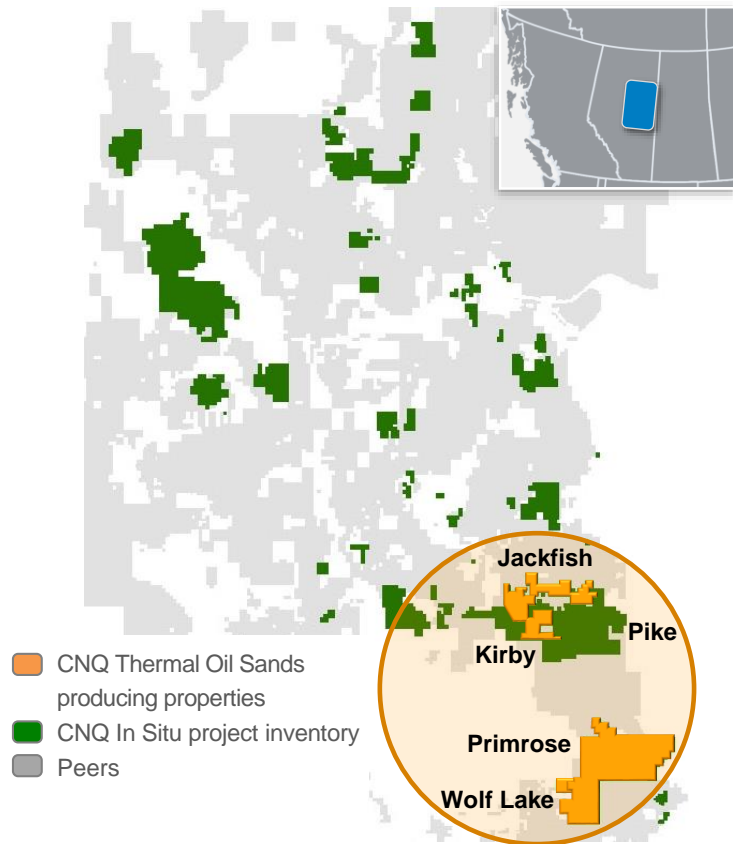 Jackfish
Pike
Kirby
CNQ Thermal Oil Sands
producing properties
CNQ In Situ project inventory
Peers
Primrose
Wolf Lake